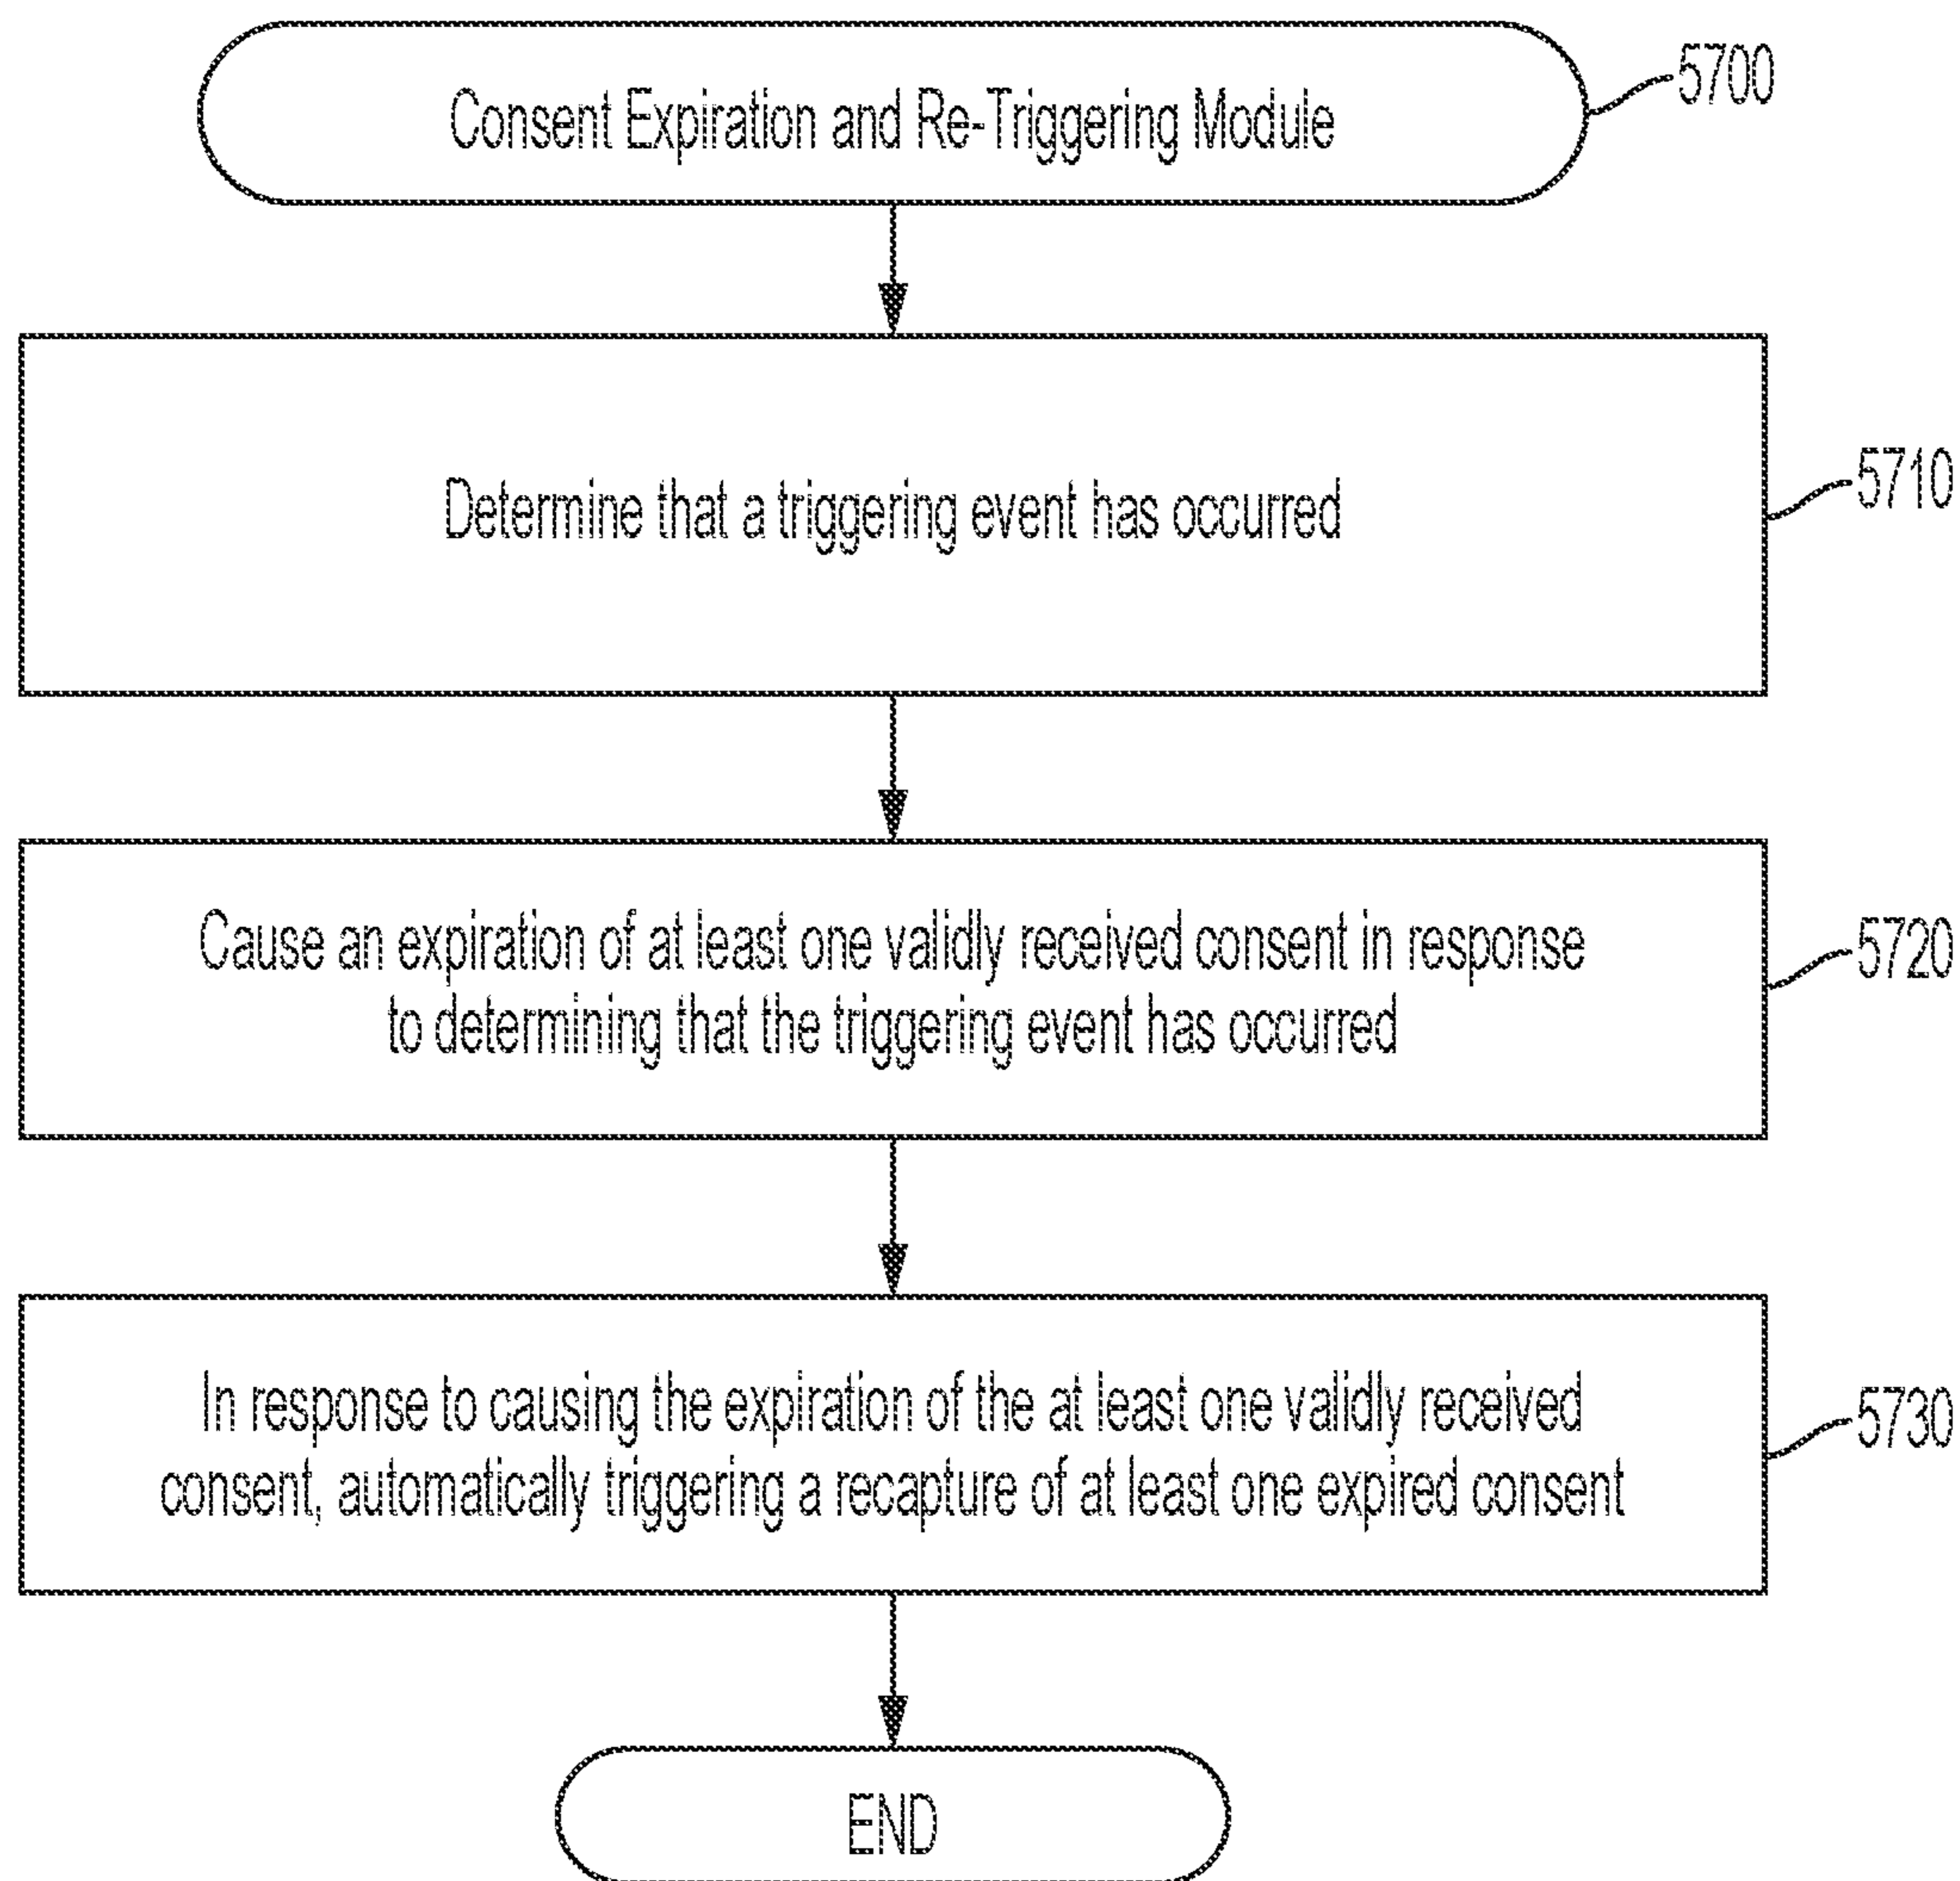 Consent Expiration and Re-Triggering Module
5700
Determine that a triggering event has occurred
5710
Cause an expiration of at least one validly received consent in response
to determining that the triggering event has occurred
5720
In response to causing the expiration of the at least one validly received
consent, automatically triggering a recapture of at least one expired consent
5730
END